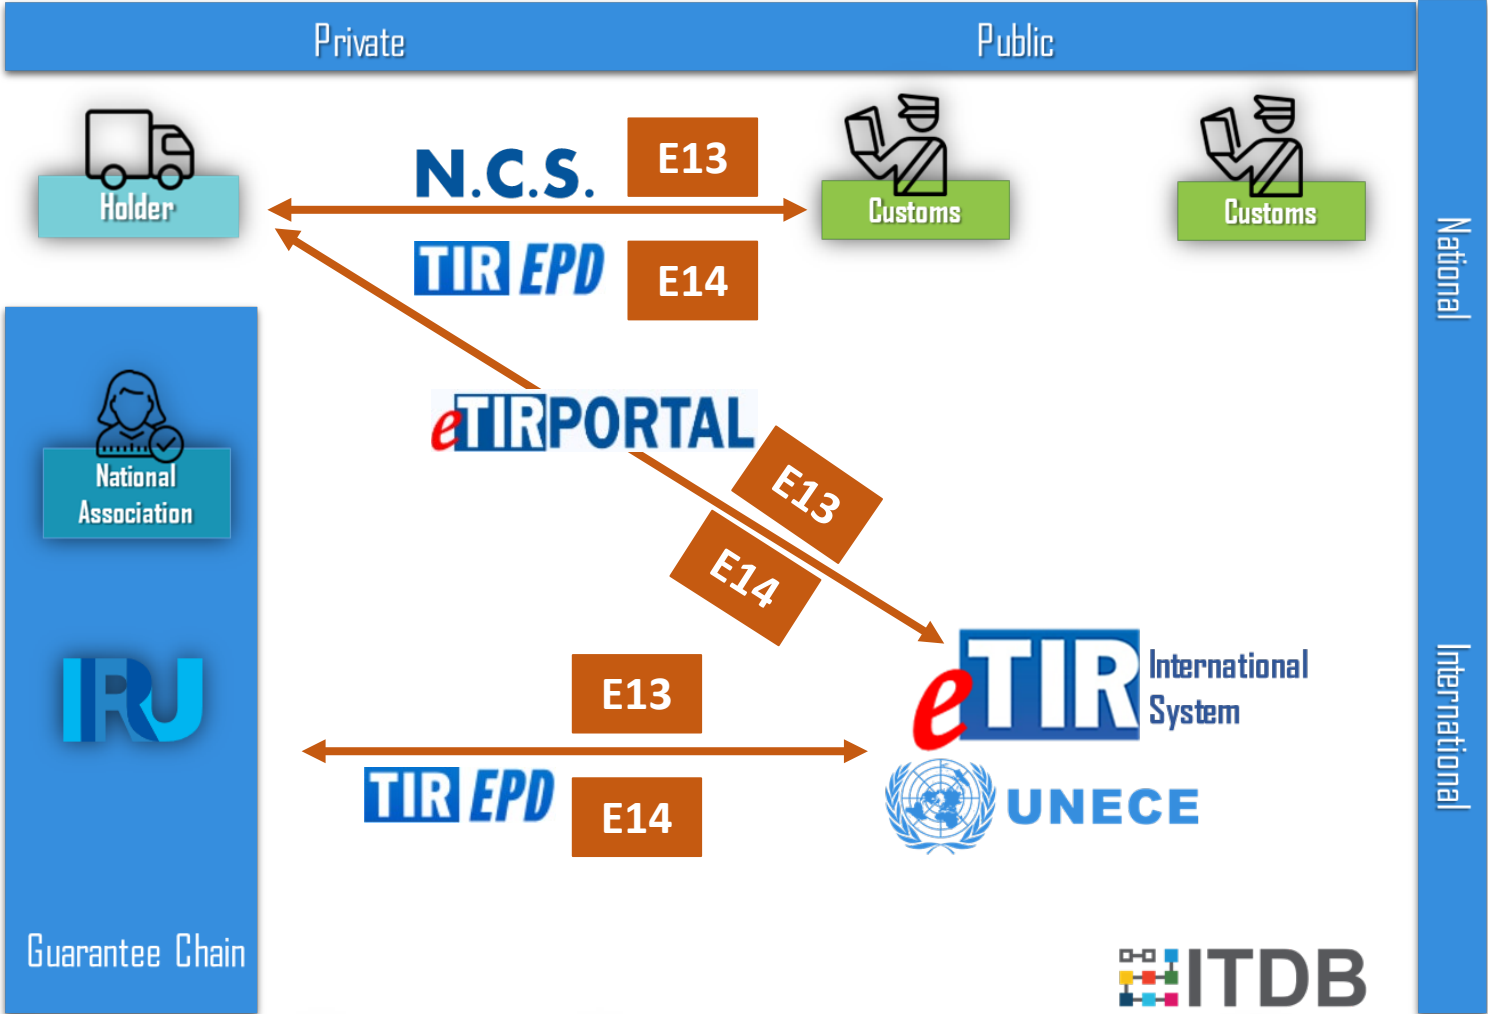 Private
Public
Holder
N.C.S.
E13
Customs
Customs
TIR EPD
E14
National
eTIRPORTAL
National
Association
E13
E14
IRU
E13
eTIR
International
System
International
TIR EPD
E14
UNECE
Guarantee Chain
ITDB